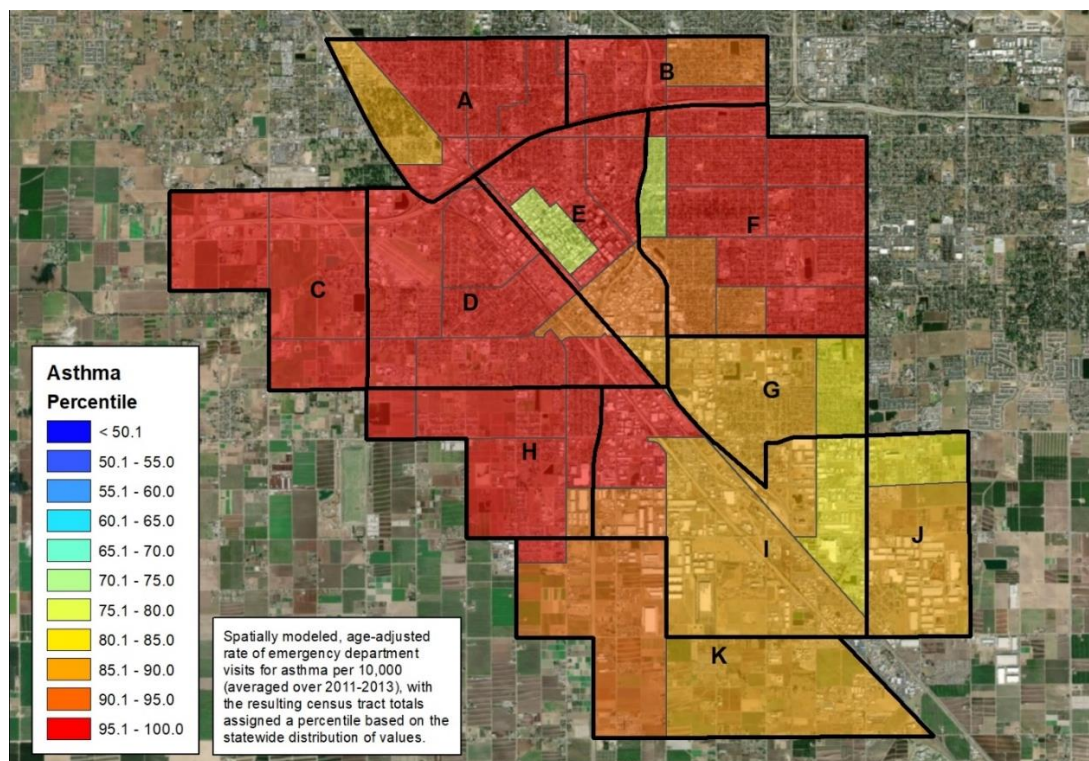 A
B
C
D
E
F
G
H
I
J
K
Asthma
Percentile
< 50.1
50.1 - 55.0
55.1 - 60.0
60.1 - 65.0
65.1 - 70.0
70.1 - 75.0
75.1 - 80.0
80.1 - 85.0
85.1 - 90.0
90.1 - 95.0
95.1 - 100.0
Spatially modeled, age-adjusted
rate of emergency department
visits for asthma per 10,000
(averaged over 2011-2013), with
the resulting census tract totals
assigned a percentile based on the
statewide distribution of values.